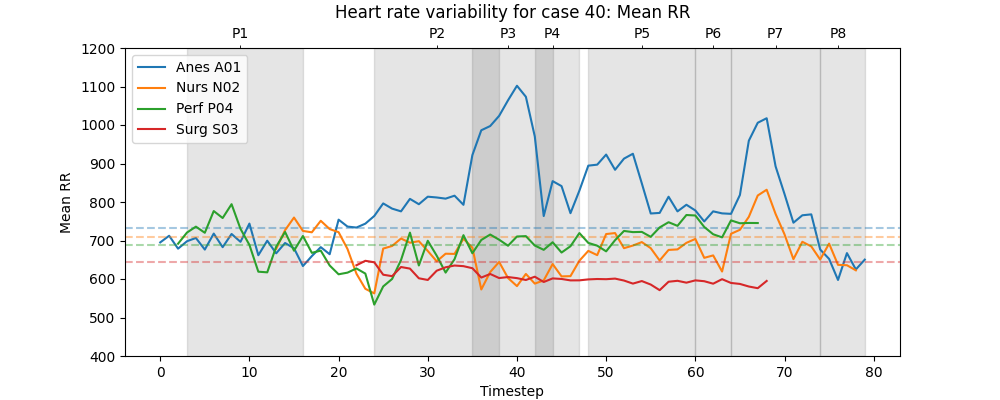 Heart rate variability for case 40: Mean RR
P1 P2 P3 P4 P5 P6 P7 P8
1200
1100
1000
900
800
700
600
500
400
Mean RR
Anes A01
Nurs N02
Perf P04
Surg S03
0 10 20 30 40 50 60 70 80
Timestep